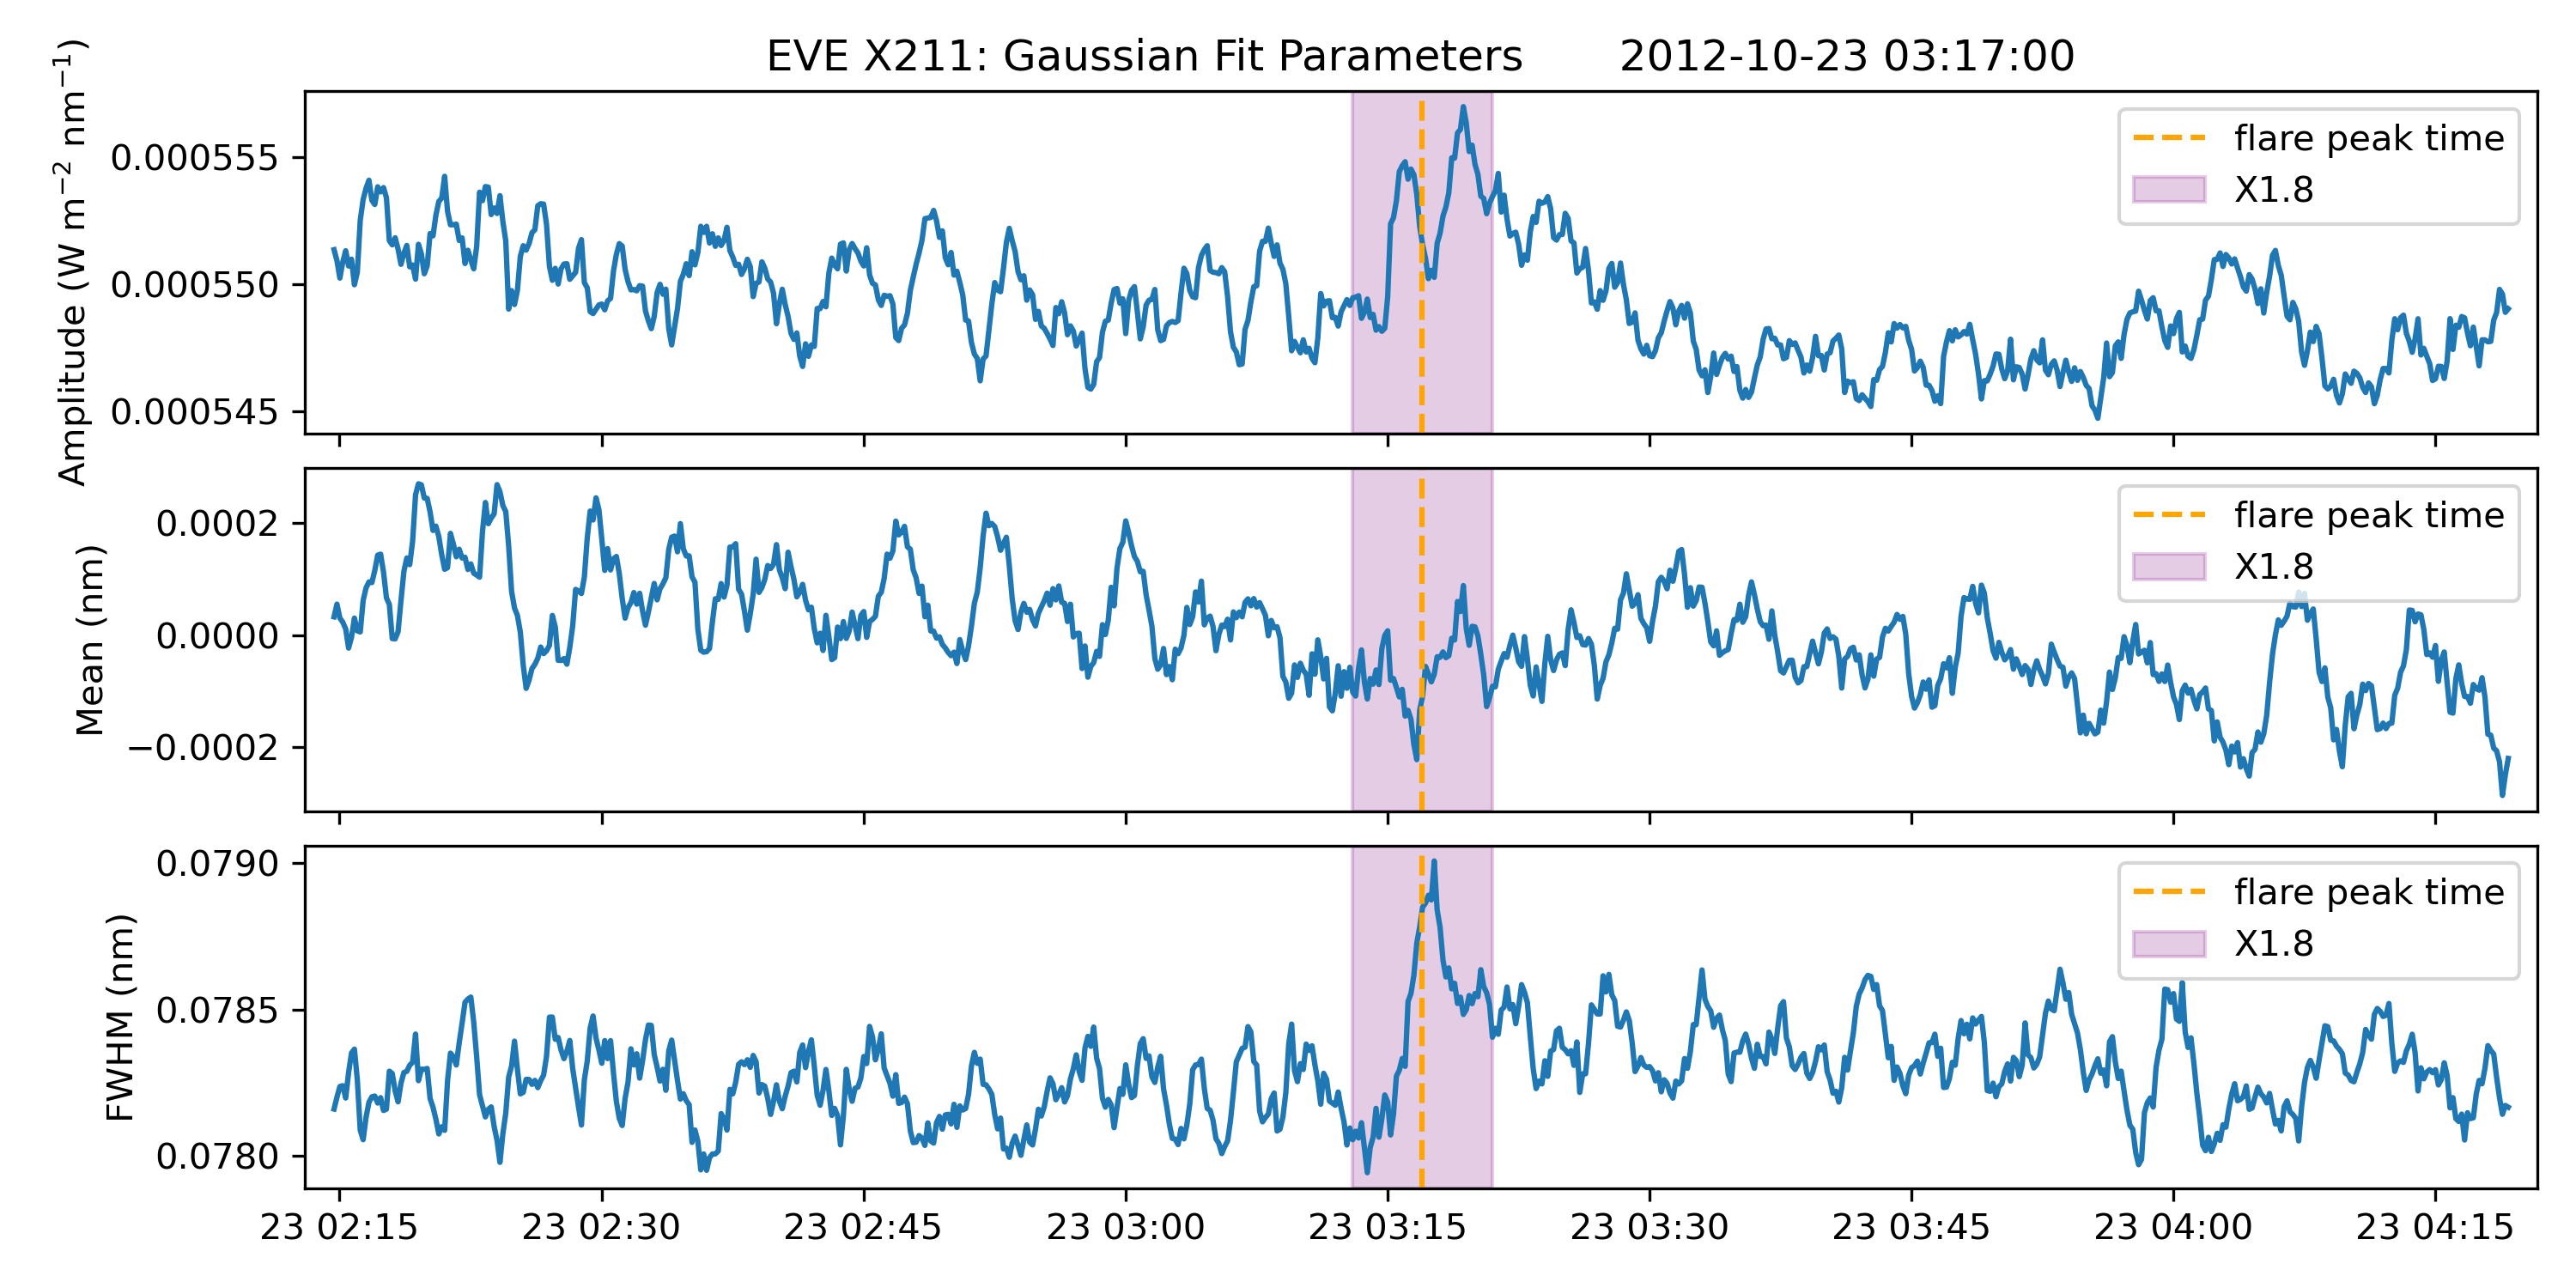 EVE X211: Gaussian Fit Parameters 2012-10-23 03:17:00
Amplitude (W m⁻² nm⁻¹)
0.000555
0.000550
0.000545
flare peak time
X1.8
Mean (nm)
0.0002
0.0000
−0.0002
flare peak time
X1.8
FWHM (nm)
0.0790
0.0785
0.0780
flare peak time
X1.8
23 02:15 23 02:30 23 02:45 23 03:00 23 03:15 23 03:30 23 03:45 23 04:00 23 04:15